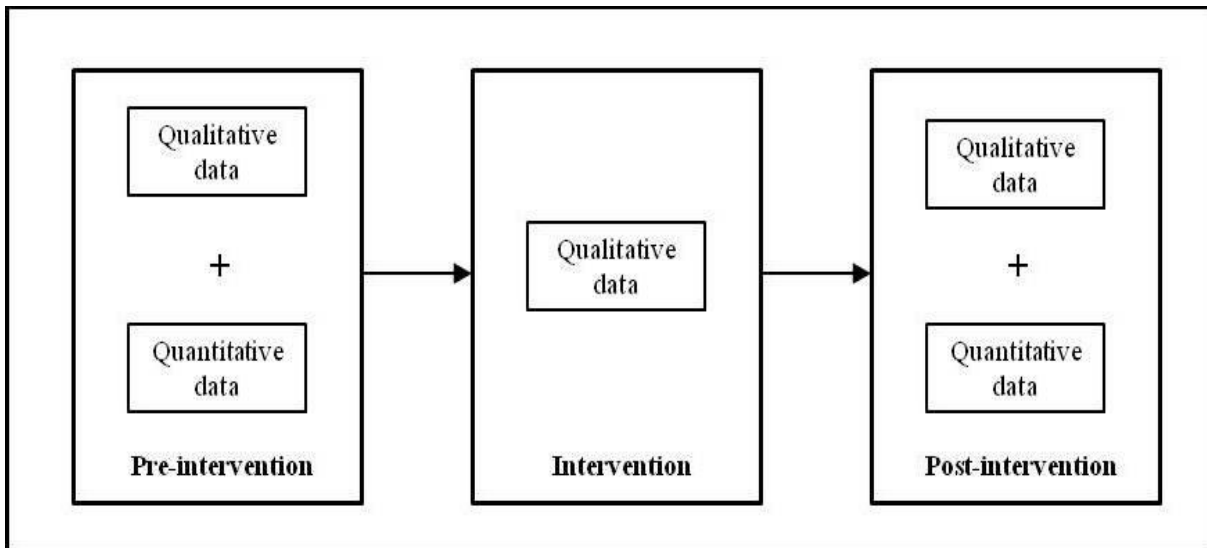 Qualitative
data
+
Quantitative
data
Pre-intervention
Qualitative
data
Intervention
Qualitative
data
+
Quantitative
data
Post-intervention